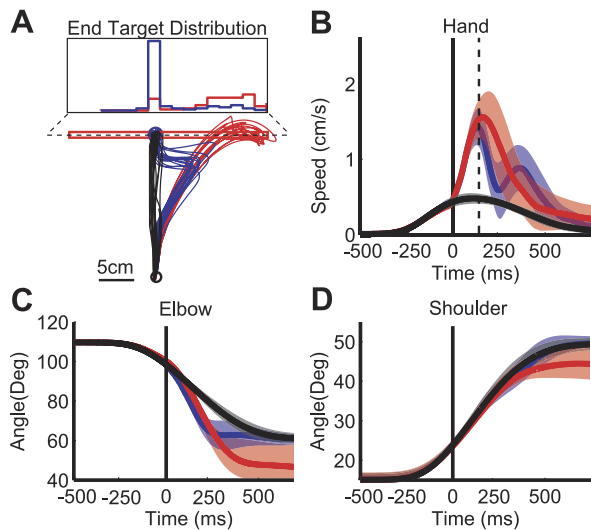 A
End Target Distribution
5cm
B
Hand
Speed (cm/s)
2
1
0
-500 -250 0 250 500
Time (ms)
C
Elbow
Angle(Deg)
120
100
80
60
40
-500 -250 0 250 500
Time (ms)
D
Shoulder
Angle(Deg)
50
40
30
20
-500 -250 0 250 500
Time (ms)